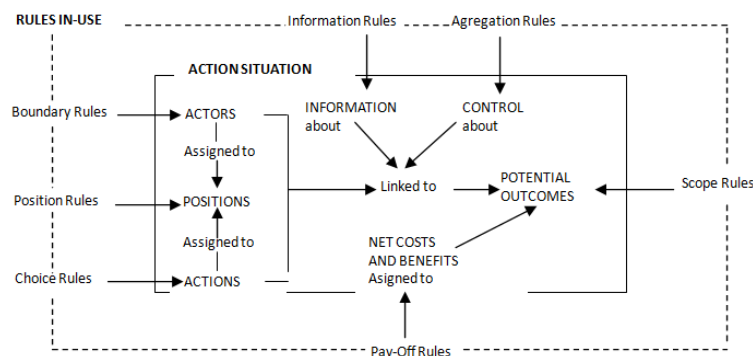 Information Rules
Agregation Rules
RULES IN-USE
ACTION SITUATION
Boundary Rules
ACTORS
INFORMATION
about
CONTROL
about
Assigned to
Position Rules
POSITIONS
Linked to
POTENTIAL
OUTCOMES
Scope Rules
Assigned to
NET COSTS
AND BENEFITS
Asigned to
Choice Rules
ACTIONS
Pay-Off Rules